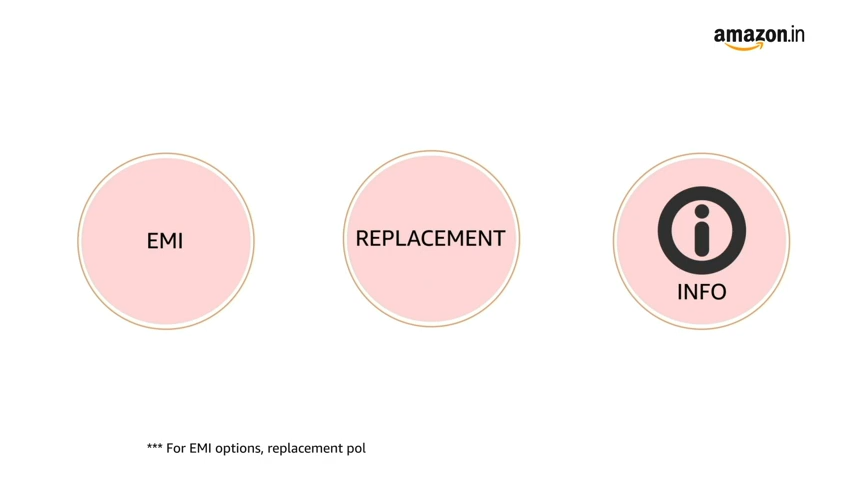 amazon.in
EMI
REPLACEMENT
INFO
*** For EMI options, replacement pol